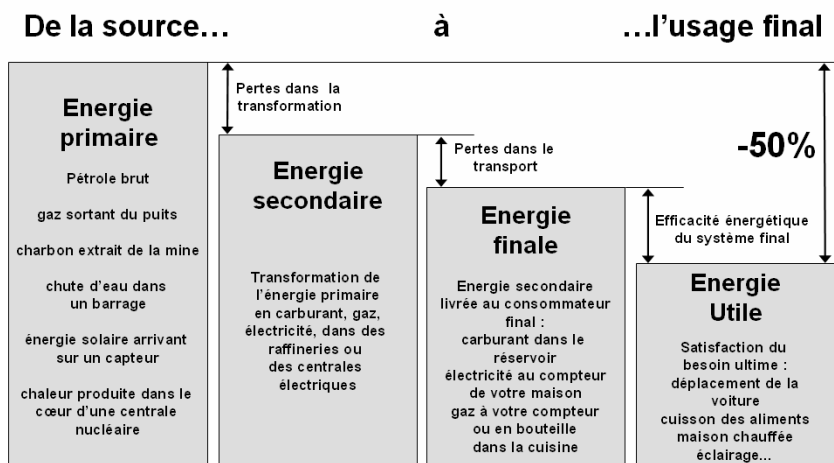 De la source… à …l'usage final
Energie
primaire
Pétrole brut
gaz sortant du puits
charbon extrait de la mine
chute d'eau dans
un barrage
énergie solaire arrivant
sur un capteur
chaleur produite dans le
cœur d'une centrale
nucléaire
Pertes dans la
transformation
Energie
secondaire
Transformation de
l'énergie primaire
en carburant, gaz,
électricité, dans des
raffineries ou
des centrales
électriques
Pertes dans le
transport
Energie
finale
Energie secondaire
livrée au consommateur
final :
carburant dans le
réservoir
électricité au compteur
de votre maison
gaz à votre compteur
ou en bouteille
dans la cuisine
-50%
Efficacité énergétique
du système final
Energie
Utile
Satisfaction du
besoin ultime :
déplacement de la
voiture
cuisson des aliments
maison chauffée
éclairage…